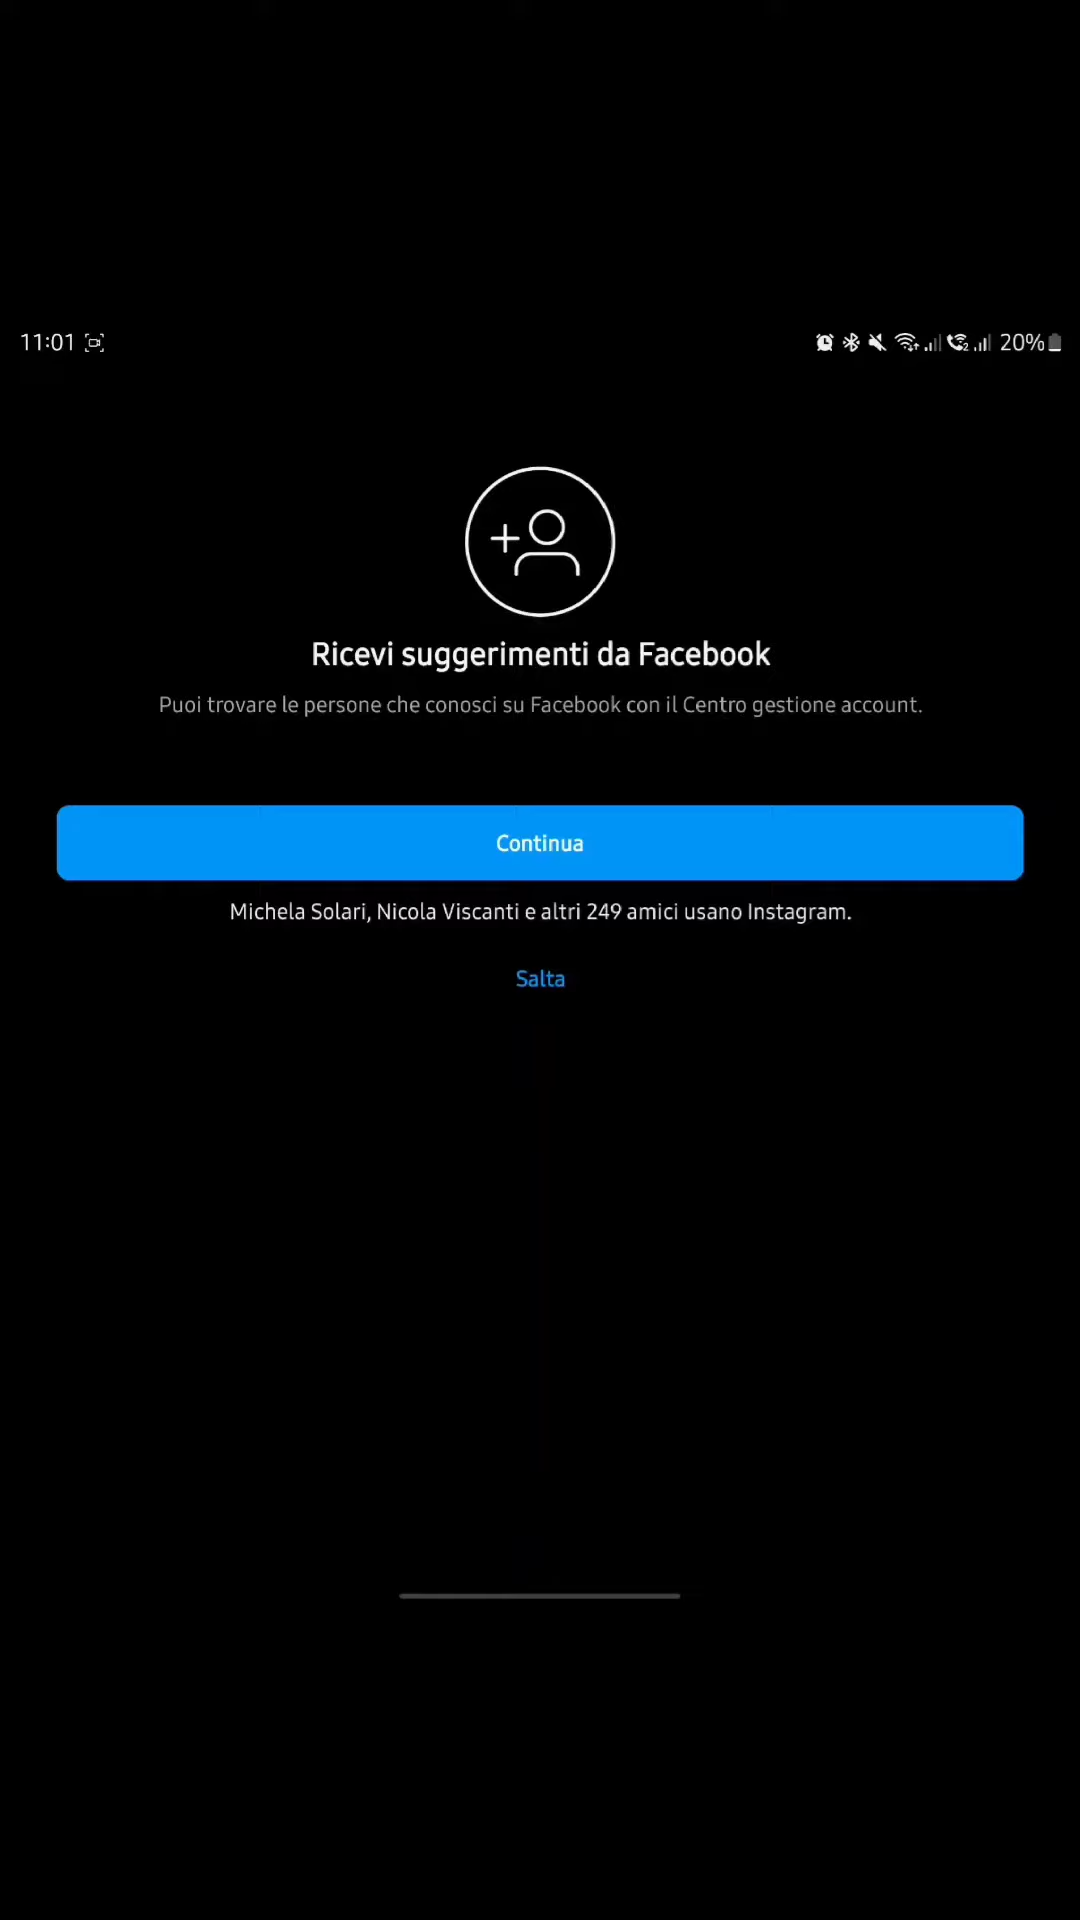 11:01
20%
Ricevi suggerimenti da Facebook
Puoi trovare le persone che conosci su Facebook con il Centro gestione account.
Continua
Michela Solari, Nicola Viscanti e altri 249 amici usano Instagram.
Salta